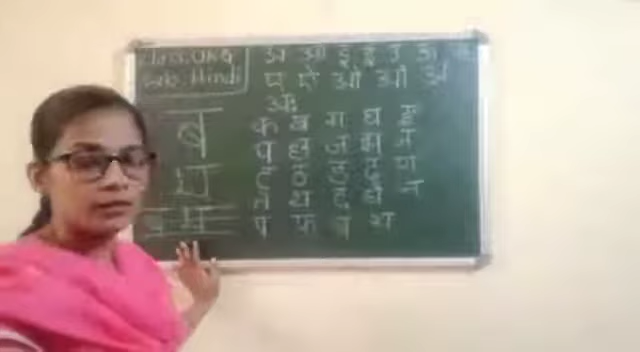 Class. UKG
Sub. Hindi
अ आ इ ई उ ऊ
ए ऐ ओ औ अं
अः
क ख ग घ ङ
च छ ज झ ञ
ट ठ ड ढ ण
त थ द ध न
प फ ब भ
ब
घ